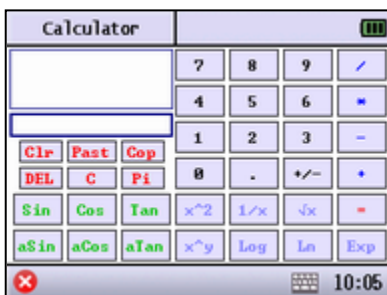 Calculator
7 8 9 /
4 5 6 *
1 2 3 -
Clr Past Cop
DEL C Pi
0 . +/- +
Sin Cos Tan x^2 1/x √x =
aSin aCos aTan x^y Log Ln Exp
10:05